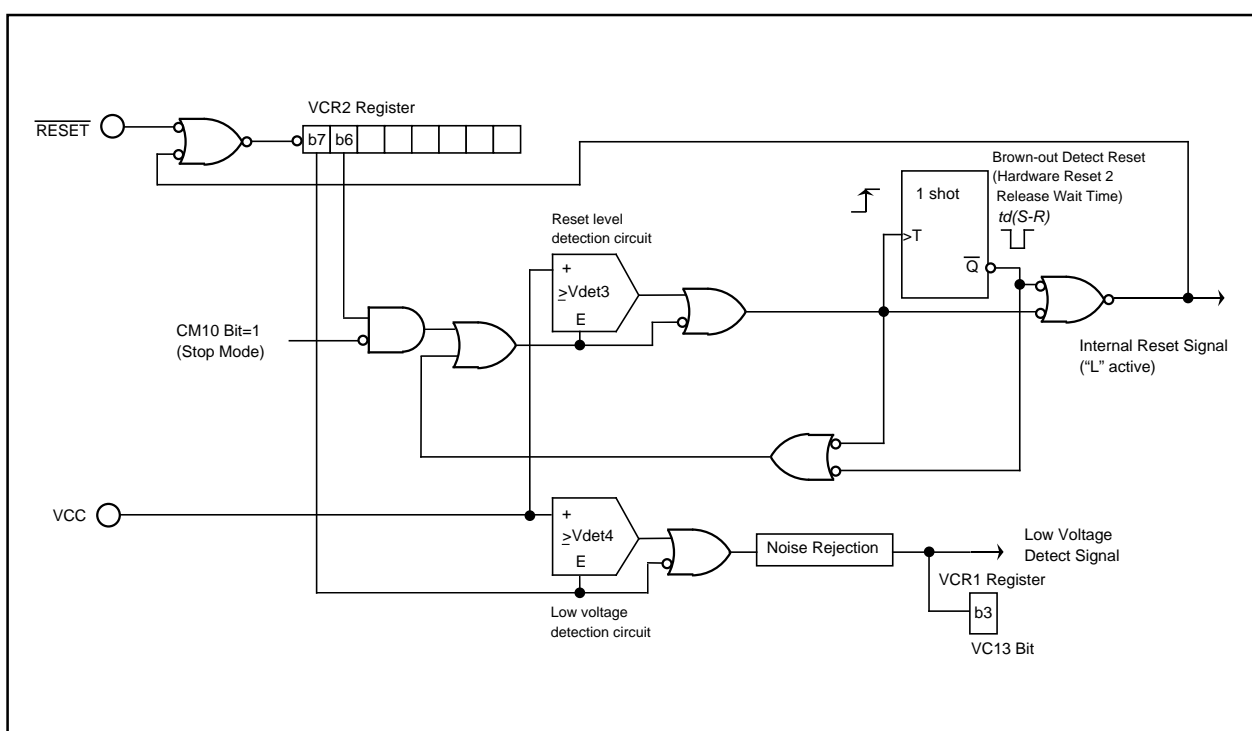 VCR2 Register
RESET
b7 b6
Brown-out Detect Reset
(Hardware Reset 2
Release Wait Time)
td(S-R)
1 shot
>T
Q
Reset level
detection circuit
+
≥Vdet3
E
CM10 Bit=1
(Stop Mode)
Internal Reset Signal
(“L” active)
VCC
+
≥Vdet4
E
Low voltage
detection circuit
Noise Rejection
Low Voltage
Detect Signal
VCR1 Register
b3
VC13 Bit